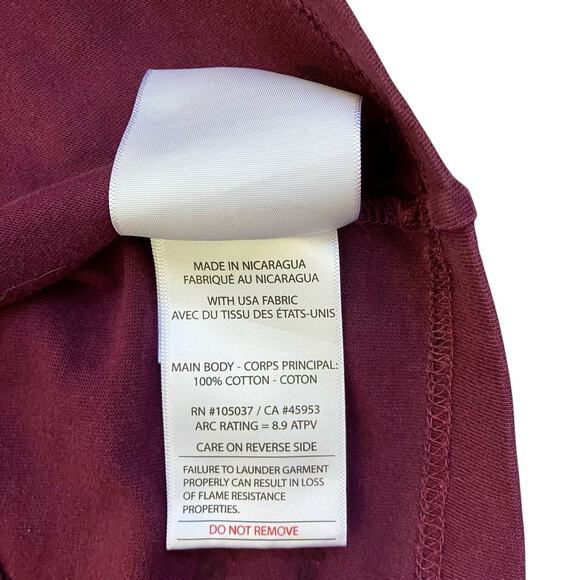 MADE IN NICARAGUA
FABRIQUÉ AU NICARAGUA
WITH USA FABRIC
AVEC DU TISSU DES ÉTATS-UNIS
MAIN BODY - CORPS PRINCIPAL:
100% COTTON - COTON
RN #105037 / CA #45953
ARC RATING = 8.9 ATPV
CARE ON REVERSE SIDE
FAILURE TO LAUNDER GARMENT
PROPERLY CAN RESULT IN LOSS
OF FLAME RESISTANCE
PROPERTIES.
DO NOT REMOVE